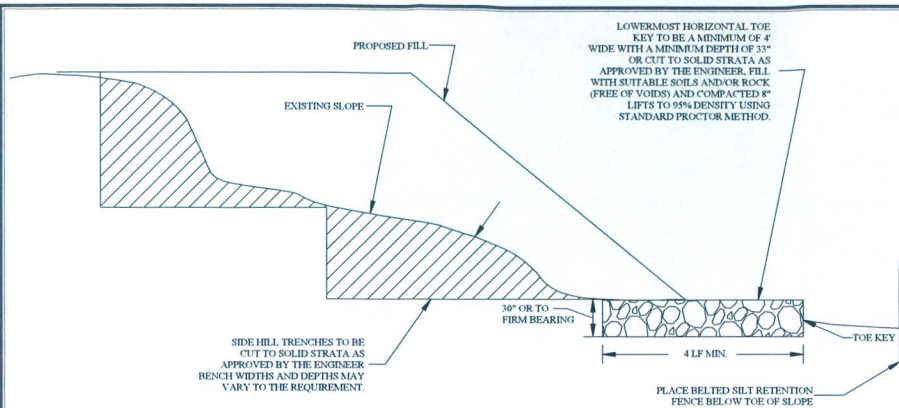 PROPOSED FILL
LOWERMOST HORIZONTAL TOE
KEY TO BE A MINIMUM OF 4'
WIDE WITH A MINIMUM DEPTH OF 33"
OR CUT TO SOLID STRATA AS
APPROVED BY THE ENGINEER, FILL
WITH SUITABLE SOILS AND/OR ROCK
(FREE OF VOIDS) AND COMPACTED 8"
LIFTS TO 95% DENSITY USING
STANDARD PROCTOR METHOD.
EXISTING SLOPE
30" OR TO
FIRM BEARING
4 LF MIN.
TOE KEY
SIDE HILL TRENCHES TO BE
CUT TO SOLID STRATA AS
APPROVED BY THE ENGINEER
BENCH WIDTHS AND DEPTHS MAY
VARY TO THE REQUIREMENT.
PLACE BELTED SILT RETENTION
FENCE BELOW TOE OF SLOPE